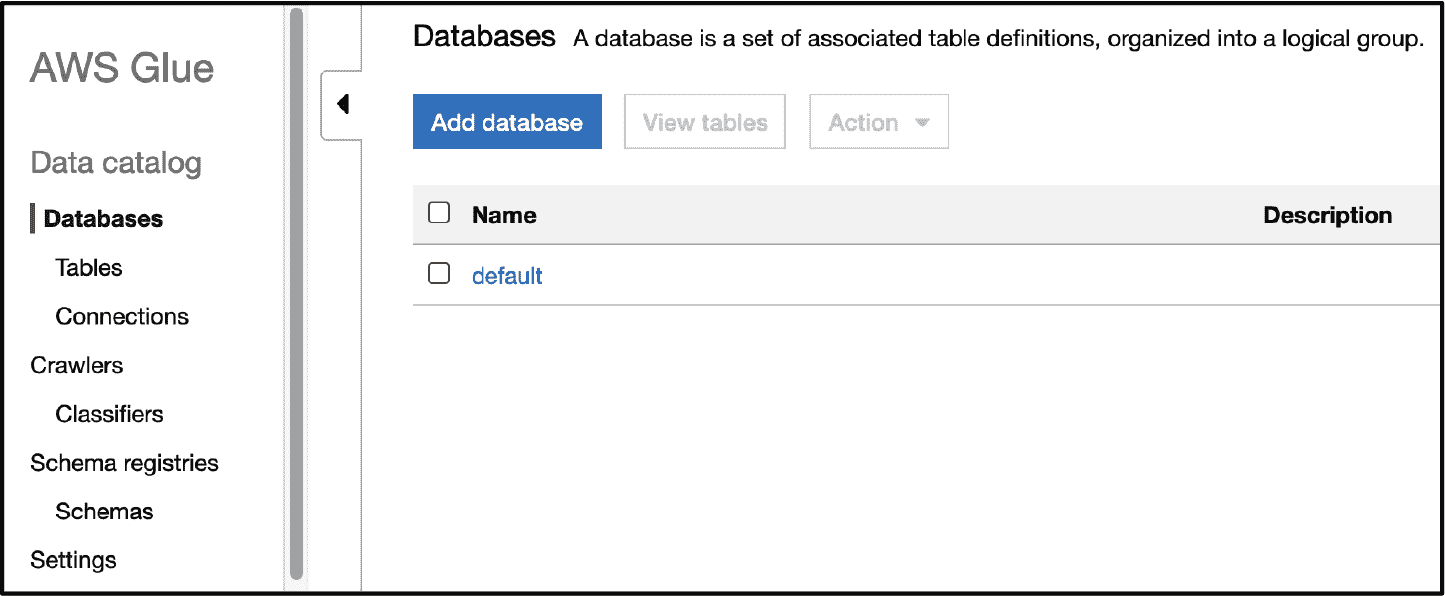 AWS Glue
Data catalog
Databases
Tables
Connections
Crawlers
Classifiers
Schema registries
Schemas
Settings
Databases A database is a set of associated table definitions, organized into a logical group.
Add database View tables Action
Name Description
default